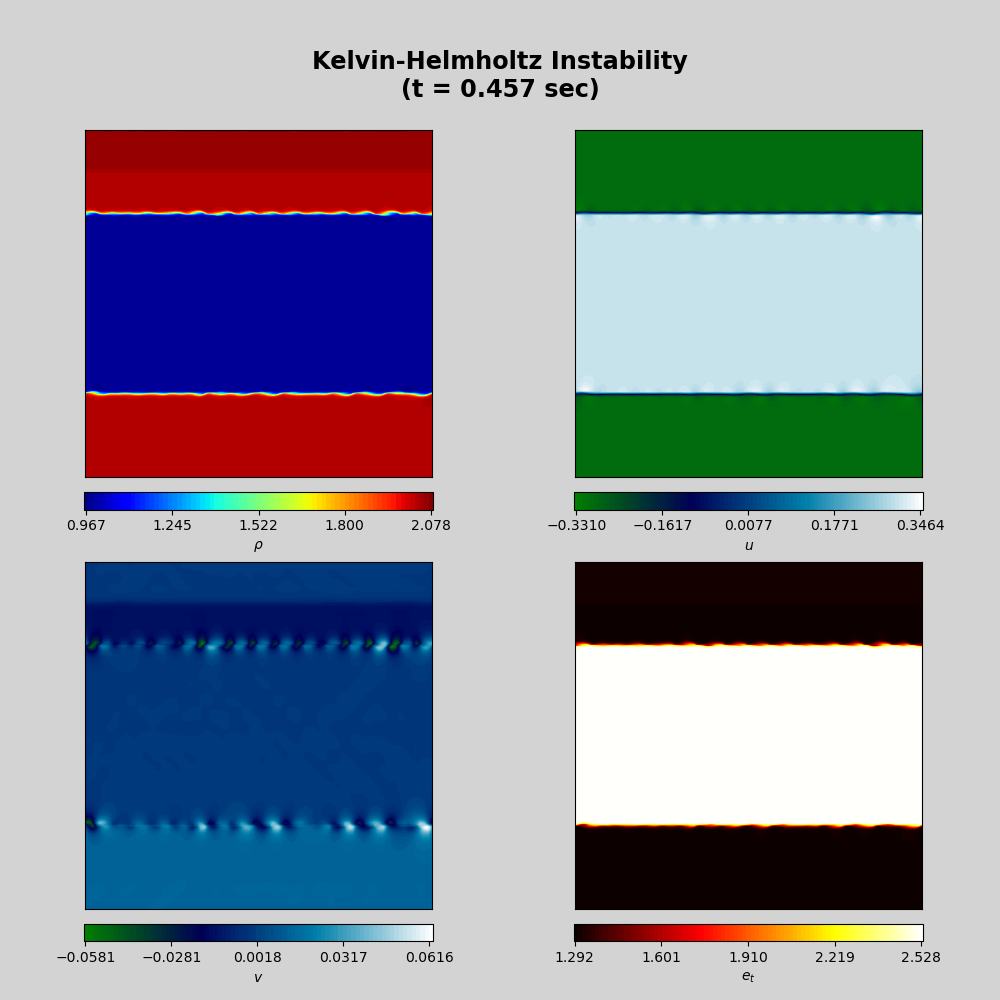 Kelvin-Helmholtz Instability
(t = 0.457 sec)
0.967 1.245 1.522 1.800 2.078
ρ
−0.3310 −0.1617 0.0077 0.1771 0.3464
u
−0.0581 −0.0281 0.0018 0.0317 0.0616
v
1.292 1.601 1.910 2.219 2.528
eₜ